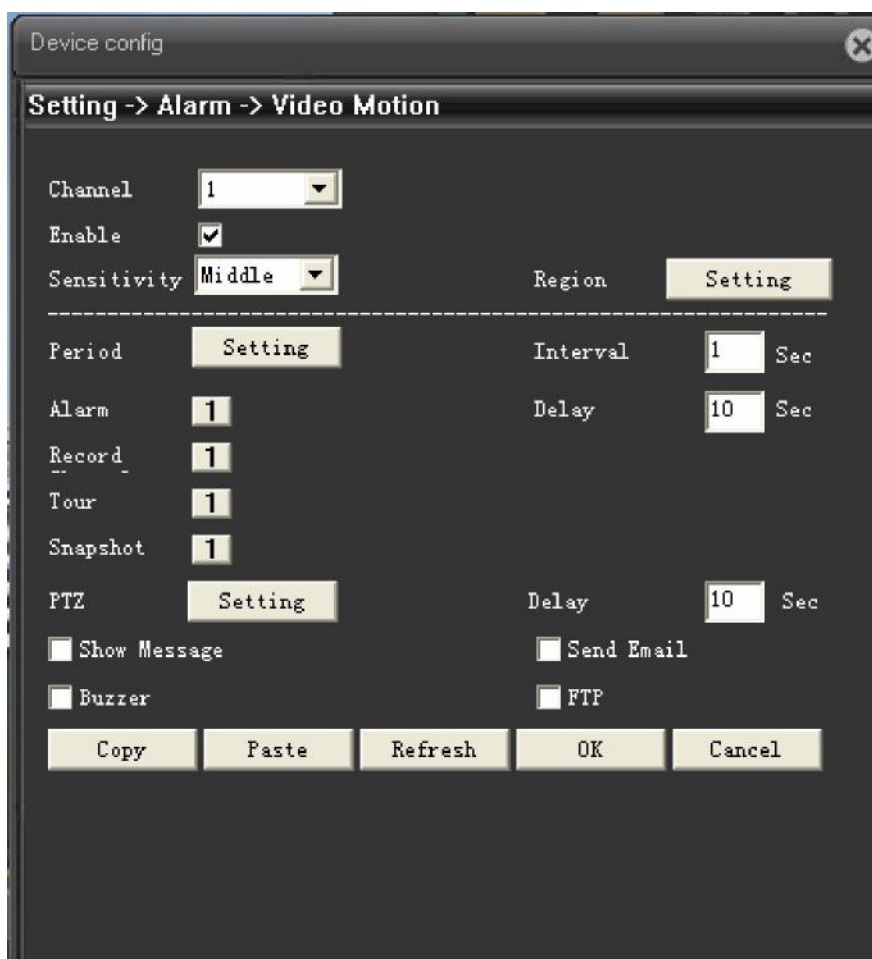 Device config
Setting -> Alarm -> Video Motion
Channel 1
Enable
Sensitivity Middle Region Setting
Period Setting Interval 1 Sec
Alarm 1 Delay 10 Sec
Record 1
Tour 1
Snapshot 1
PTZ Setting Delay 10 Sec
Show Message Send Email
Buzzer FTP
Copy Paste Refresh OK Cancel